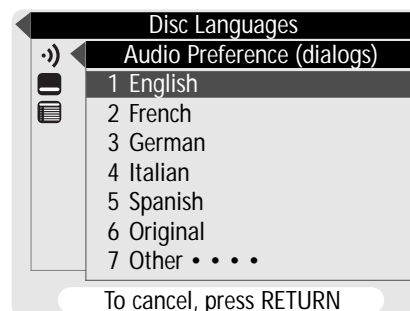 Disc Languages
Audio Preference (dialogs)
1 English
2 French
3 German
4 Italian
5 Spanish
6 Original
7 Other • • • •
To cancel, press RETURN